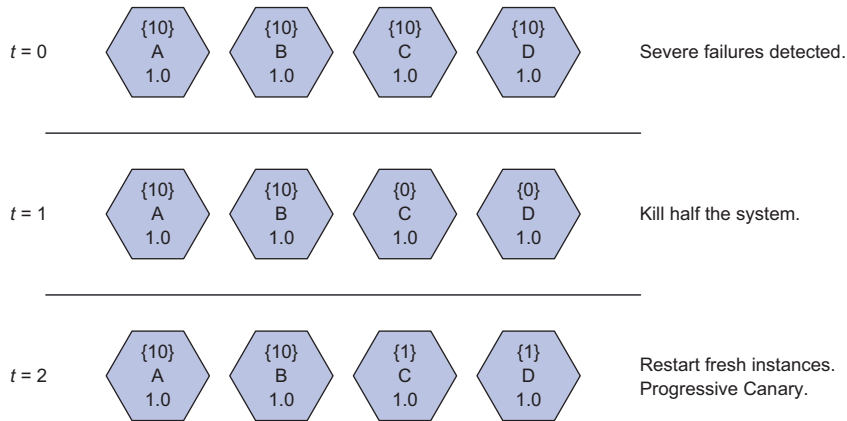 t = 0
{10}
A
1.0
{10}
B
1.0
{10}
C
1.0
{10}
D
1.0
Severe failures detected.
t = 1
{10}
A
1.0
{10}
B
1.0
{0}
C
1.0
{0}
D
1.0
Kill half the system.
t = 2
{10}
A
1.0
{10}
B
1.0
{1}
C
1.0
{1}
D
1.0
Restart fresh instances.
Progressive Canary.